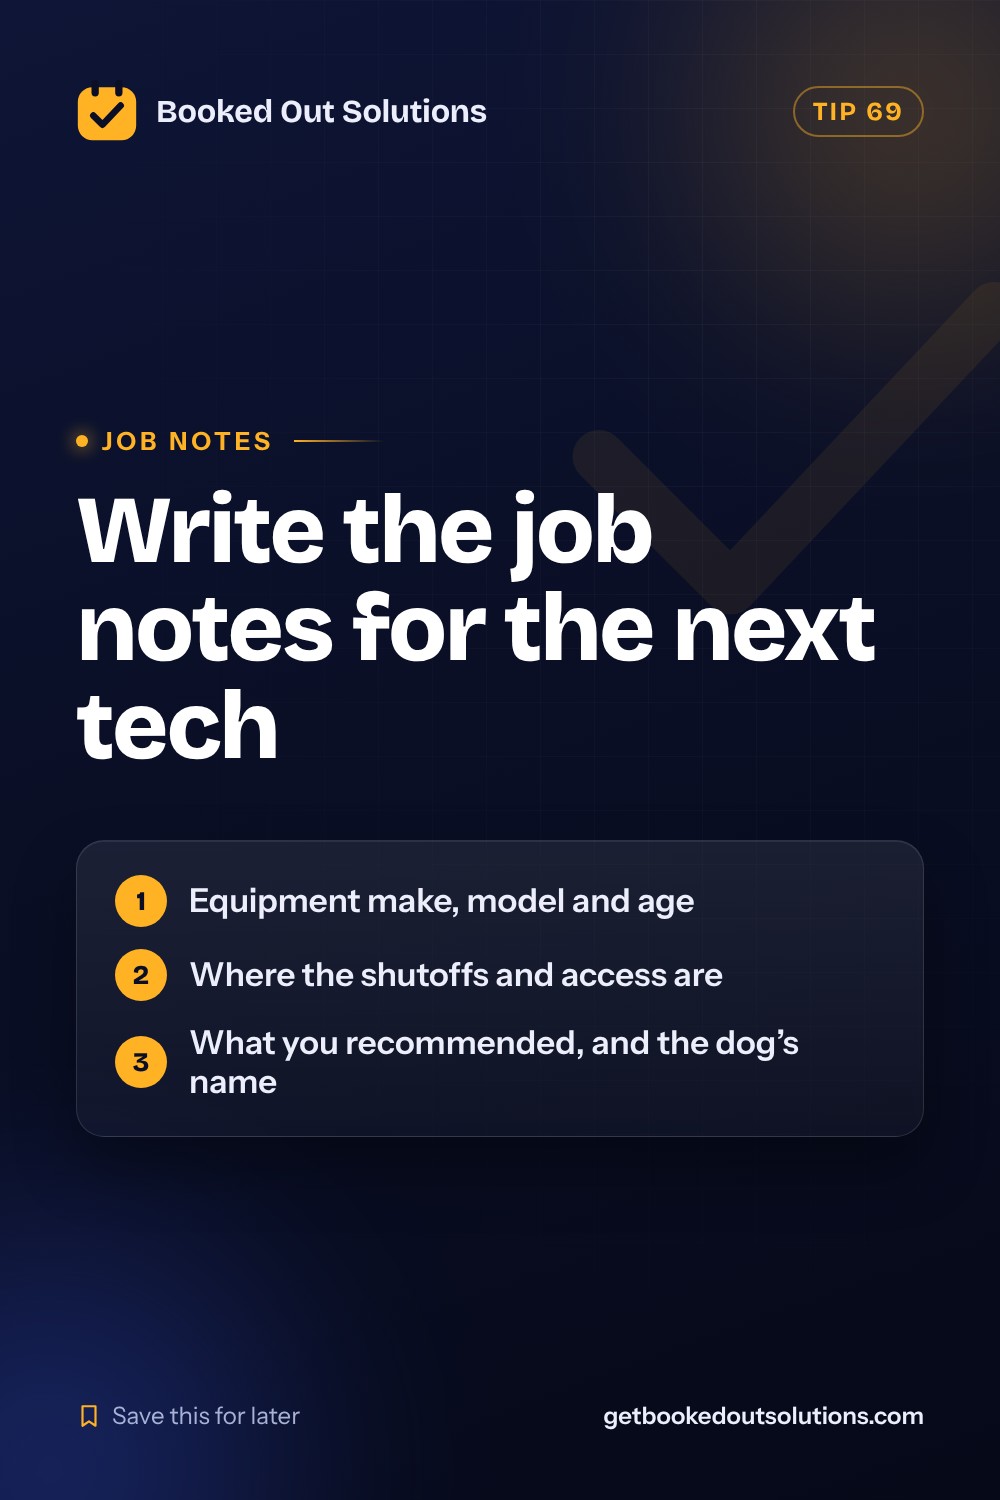 Booked Out Solutions
TIP 69
JOB NOTES
Write the job
notes for the next
tech
1 Equipment make, model and age
2 Where the shutoffs and access are
3 What you recommended, and the dog’s
name
Save this for later
getbookedoutsolutions.com